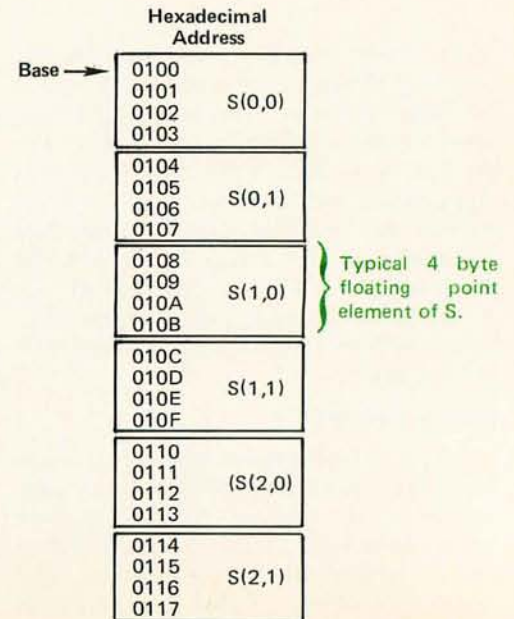 Hexadecimal
Address
Base
0100
0101
S(0,0)
0102
0103
0104
0105
S(0,1)
0106
0107
0108
0109
S(1,0)
010A
010B
Typical 4 byte
floating point
element of S.
010C
010D
S(1,1)
010E
010F
0110
0111
(S(2,0)
0112
0113
0114
0115
S(2,1)
0116
0117